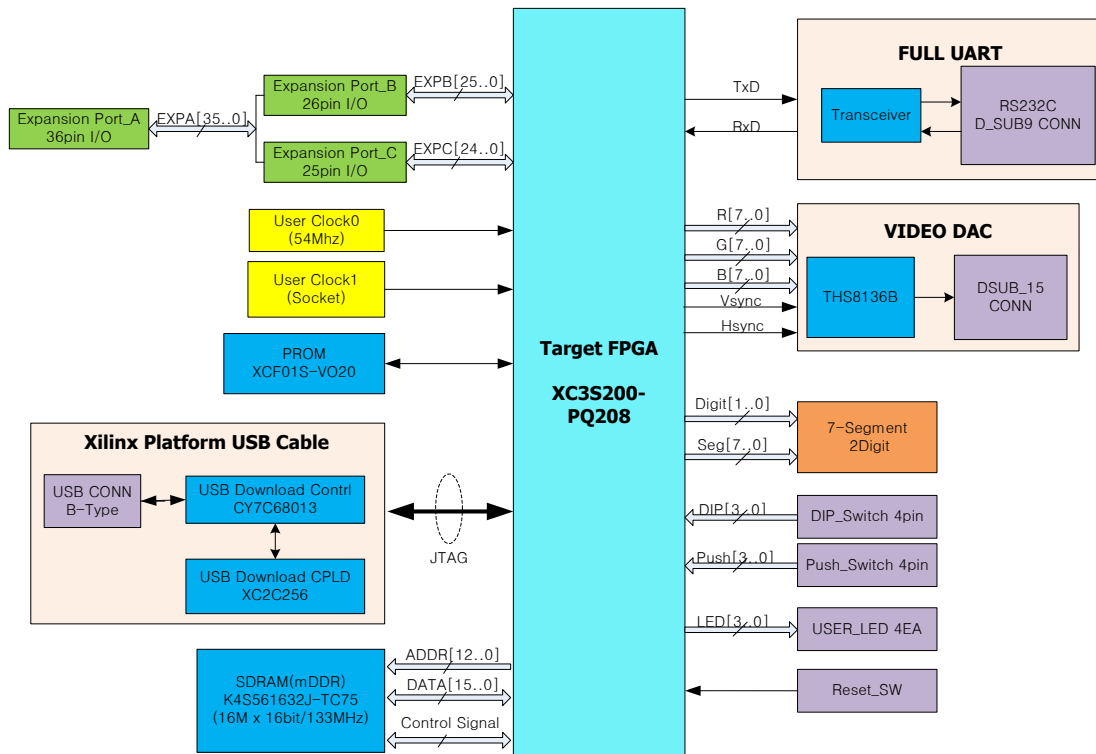 Expansion Port_A
36pin I/O
EXPA[35..0]
Expansion Port_B
26pin I/O
EXPB[25..0]
Expansion Port_C
25pin I/O
EXPC[24..0]
User Clock0
(54Mhz)
User Clock1
(Socket)
PROM
XCF01S-VO20
Xilinx Platform USB Cable
USB CONN
B-Type
USB Download Contrl
CY7C68013
USB Download CPLD
XC2C256
JTAG
SDRAM(mDDR)
K4S561632J-TC75
(16M x 16bit/133MHz)
ADDR[12..0]
DATA[15..0]
Control Signal
Target FPGA
XC3S200-
PQ208
TxD
RxD
FULL UART
Transceiver
RS232C
D_SUB9 CONN
R[7..0]
G[7..0]
B[7..0]
Vsync
Hsync
VIDEO DAC
THS8136B
DSUB_15
CONN
Digit[1..0]
Seg[7..0]
7-Segment
2Digit
DIP[3..0]
DIP_Switch 4pin
Push[3..0]
Push_Switch 4pin
LED[3..0]
USER_LED 4EA
Reset_SW